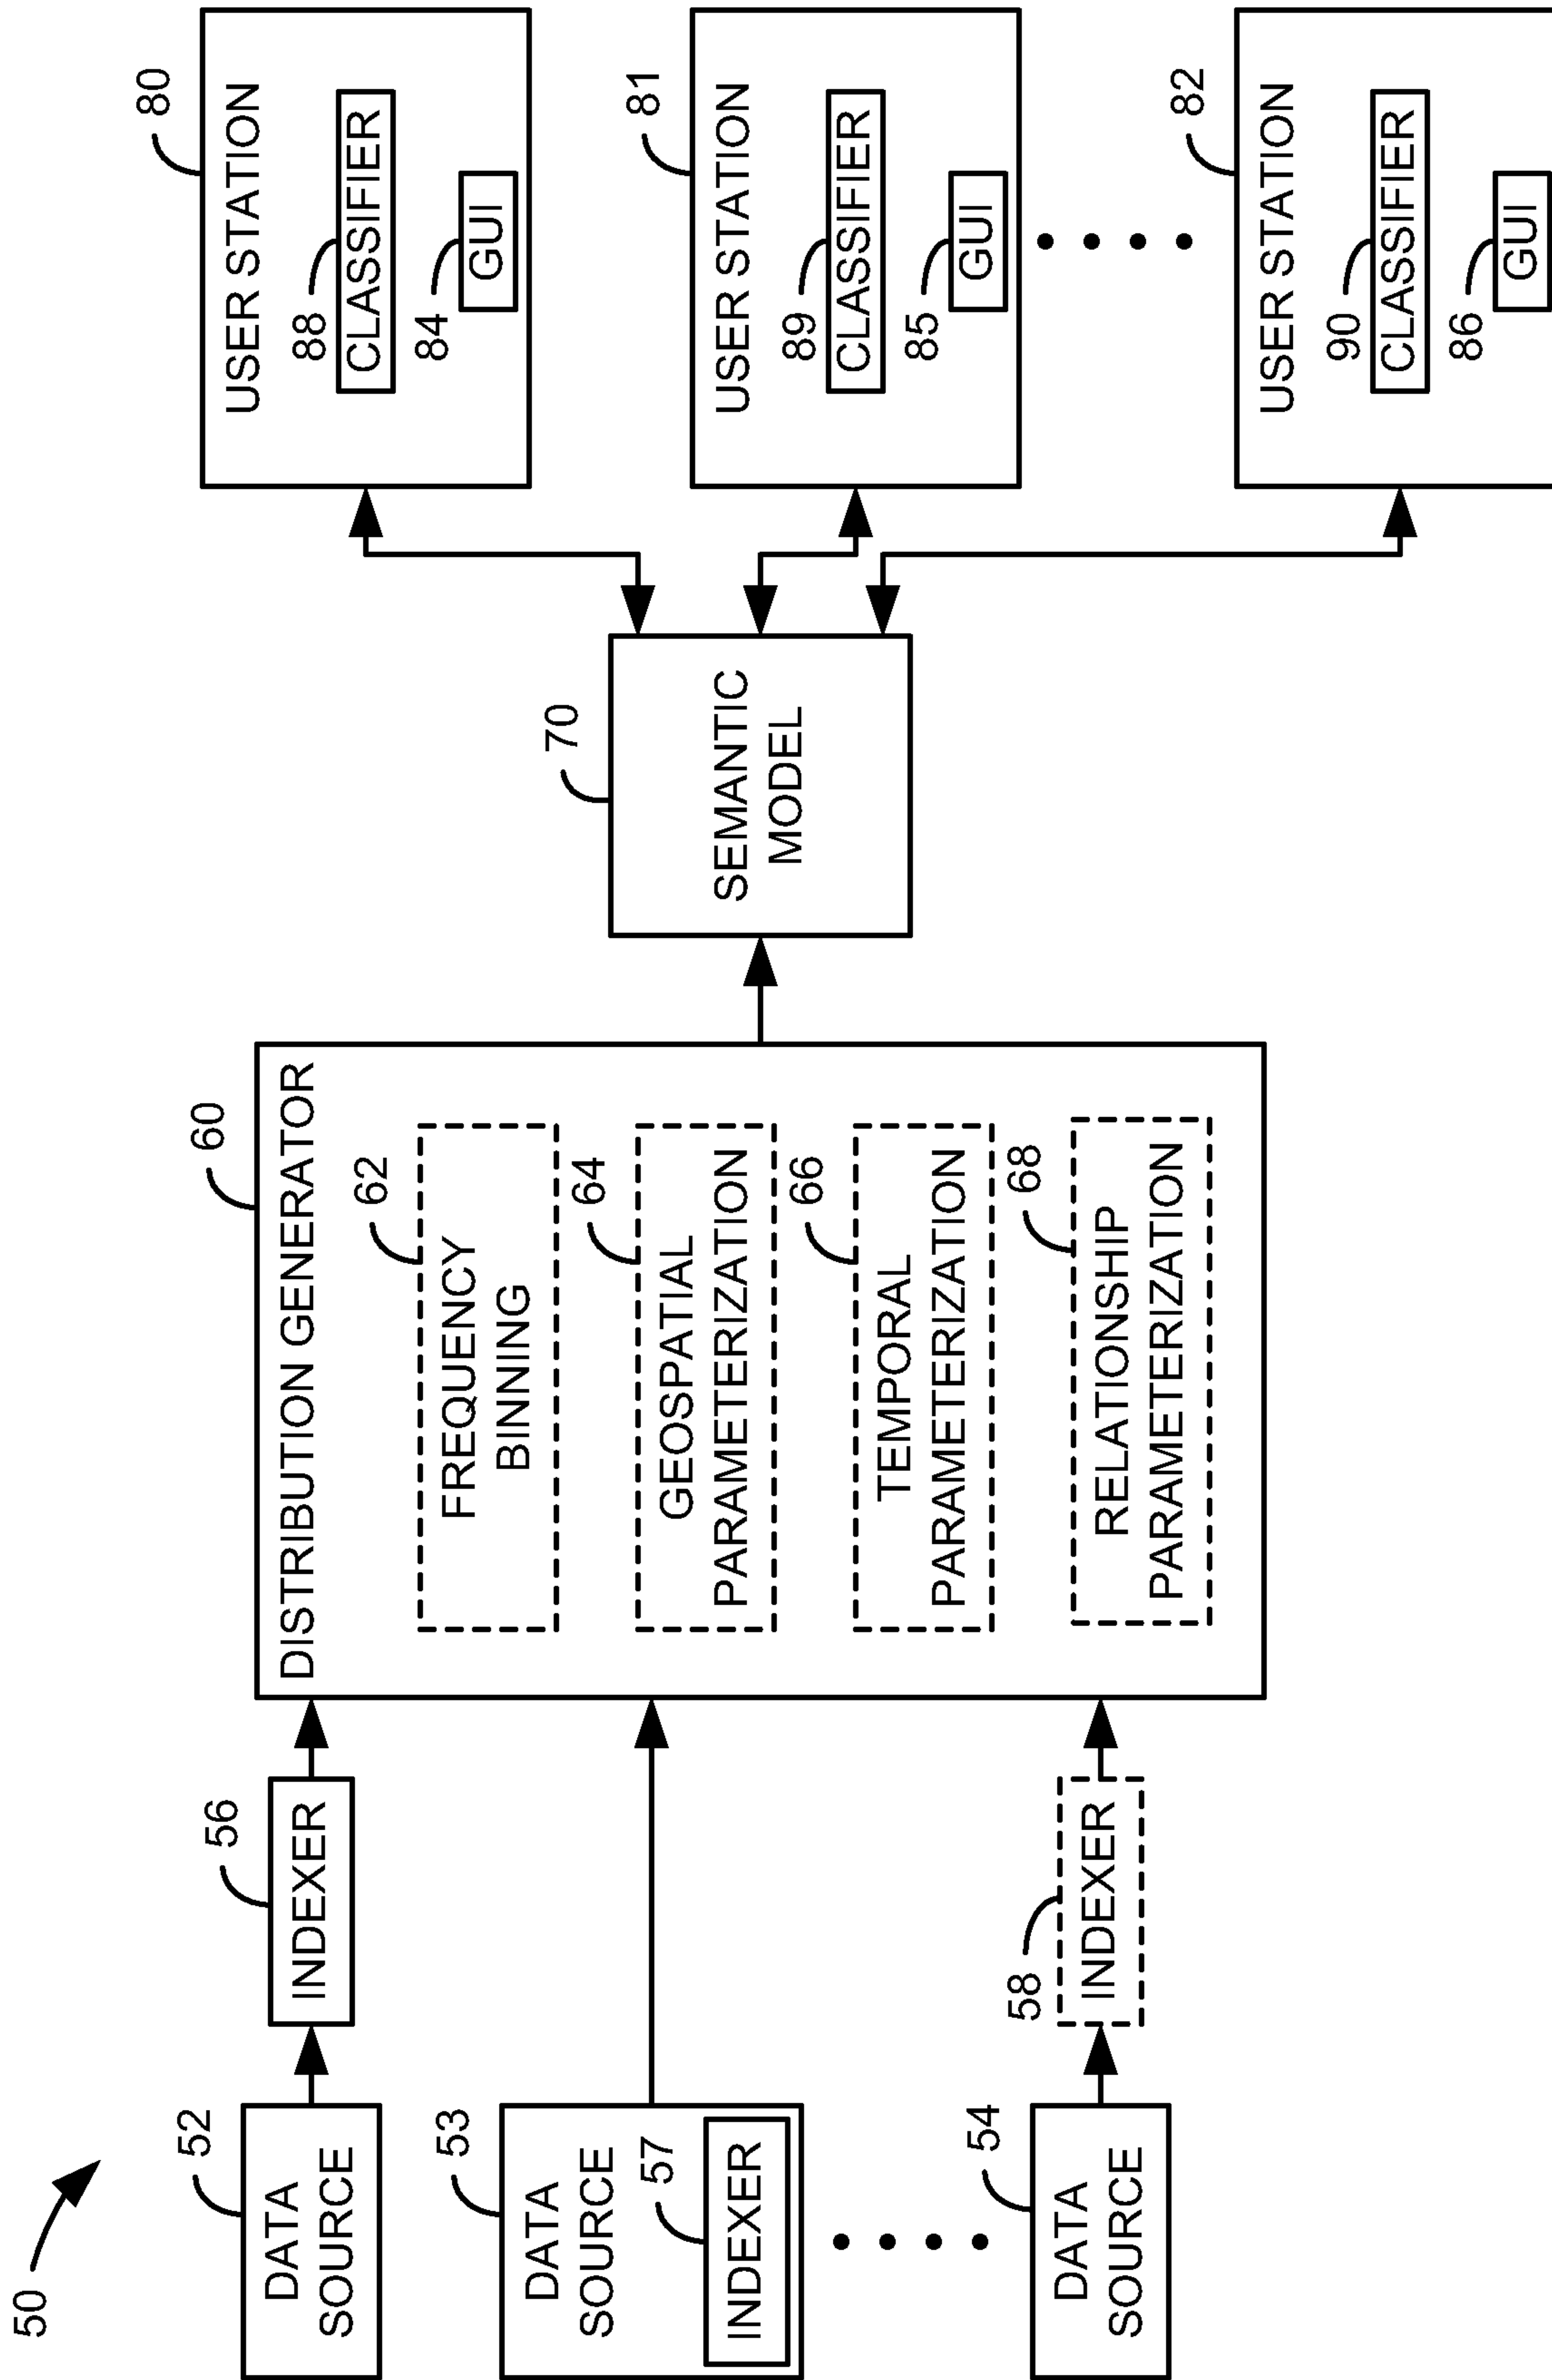 50
52
DATA
SOURCE
53
DATA
SOURCE
57
INDEXER
54
DATA
SOURCE
56
INDEXER
58
INDEXER
60
DISTRIBUTION GENERATOR
62
FREQUENCY
BINNING
64
GEOSPATIAL
PARAMETERIZATION
66
TEMPORAL
PARAMETERIZATION
68
RELATIONSHIP
PARAMETERIZATION
70
SEMANTIC
MODEL
80
USER STATION
88
CLASSIFIER
84
GUI
81
USER STATION
89
CLASSIFIER
85
GUI
82
USER STATION
90
CLASSIFIER
86
GUI